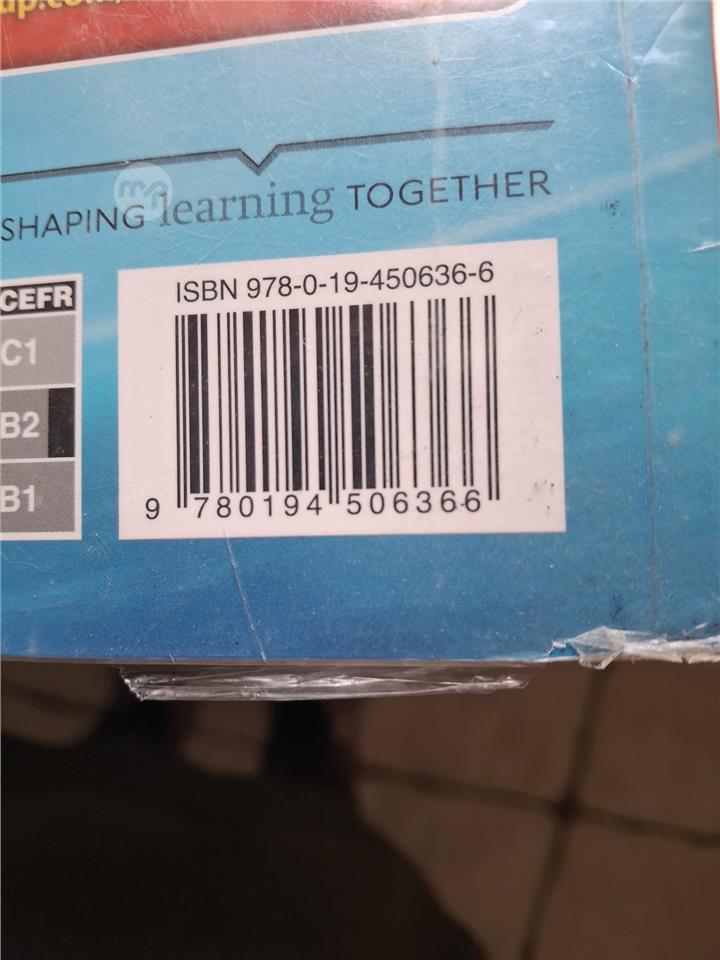 SHAPING learning TOGETHER
CEFR
C1
B2
B1
ISBN 978-0-19-450636-6
9 780194 506366